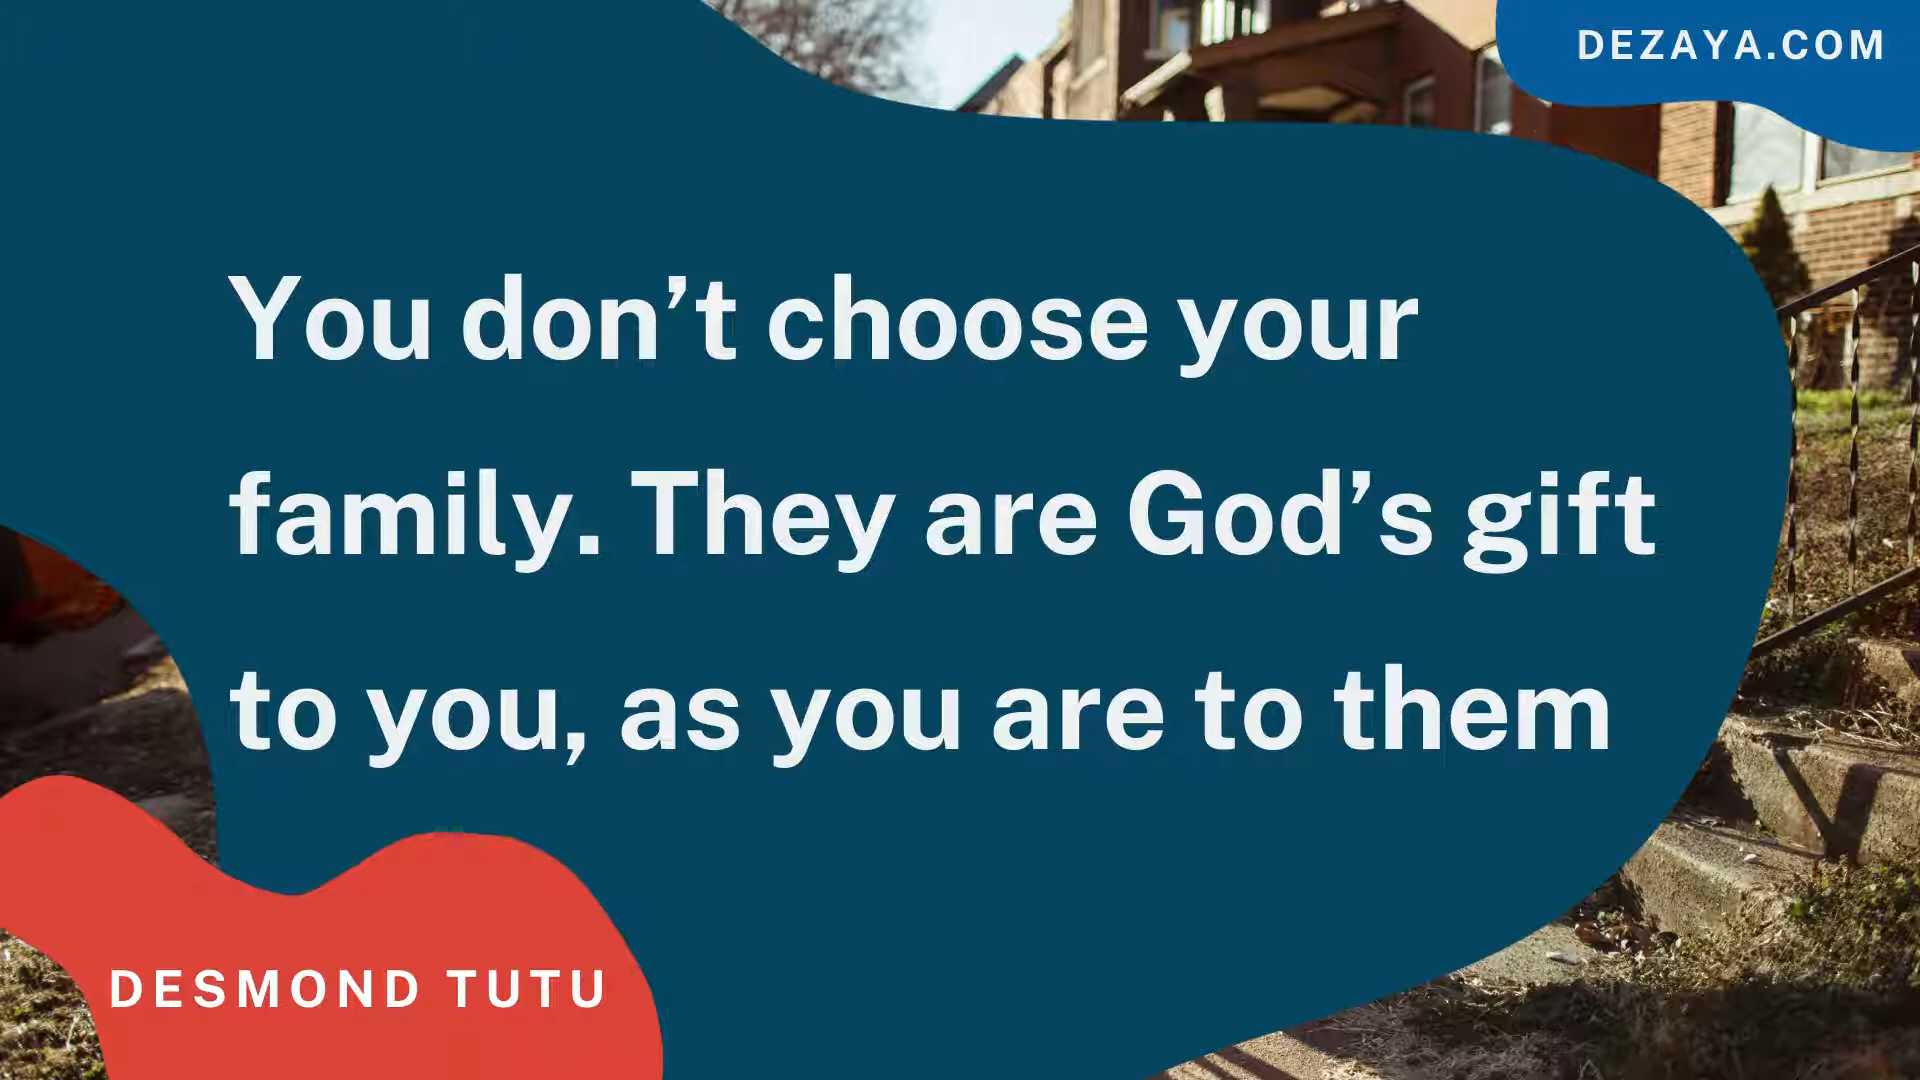 DEZAYA.COM
You don’t choose your
family. They are God’s gift
to you, as you are to them
DESMOND TUTU